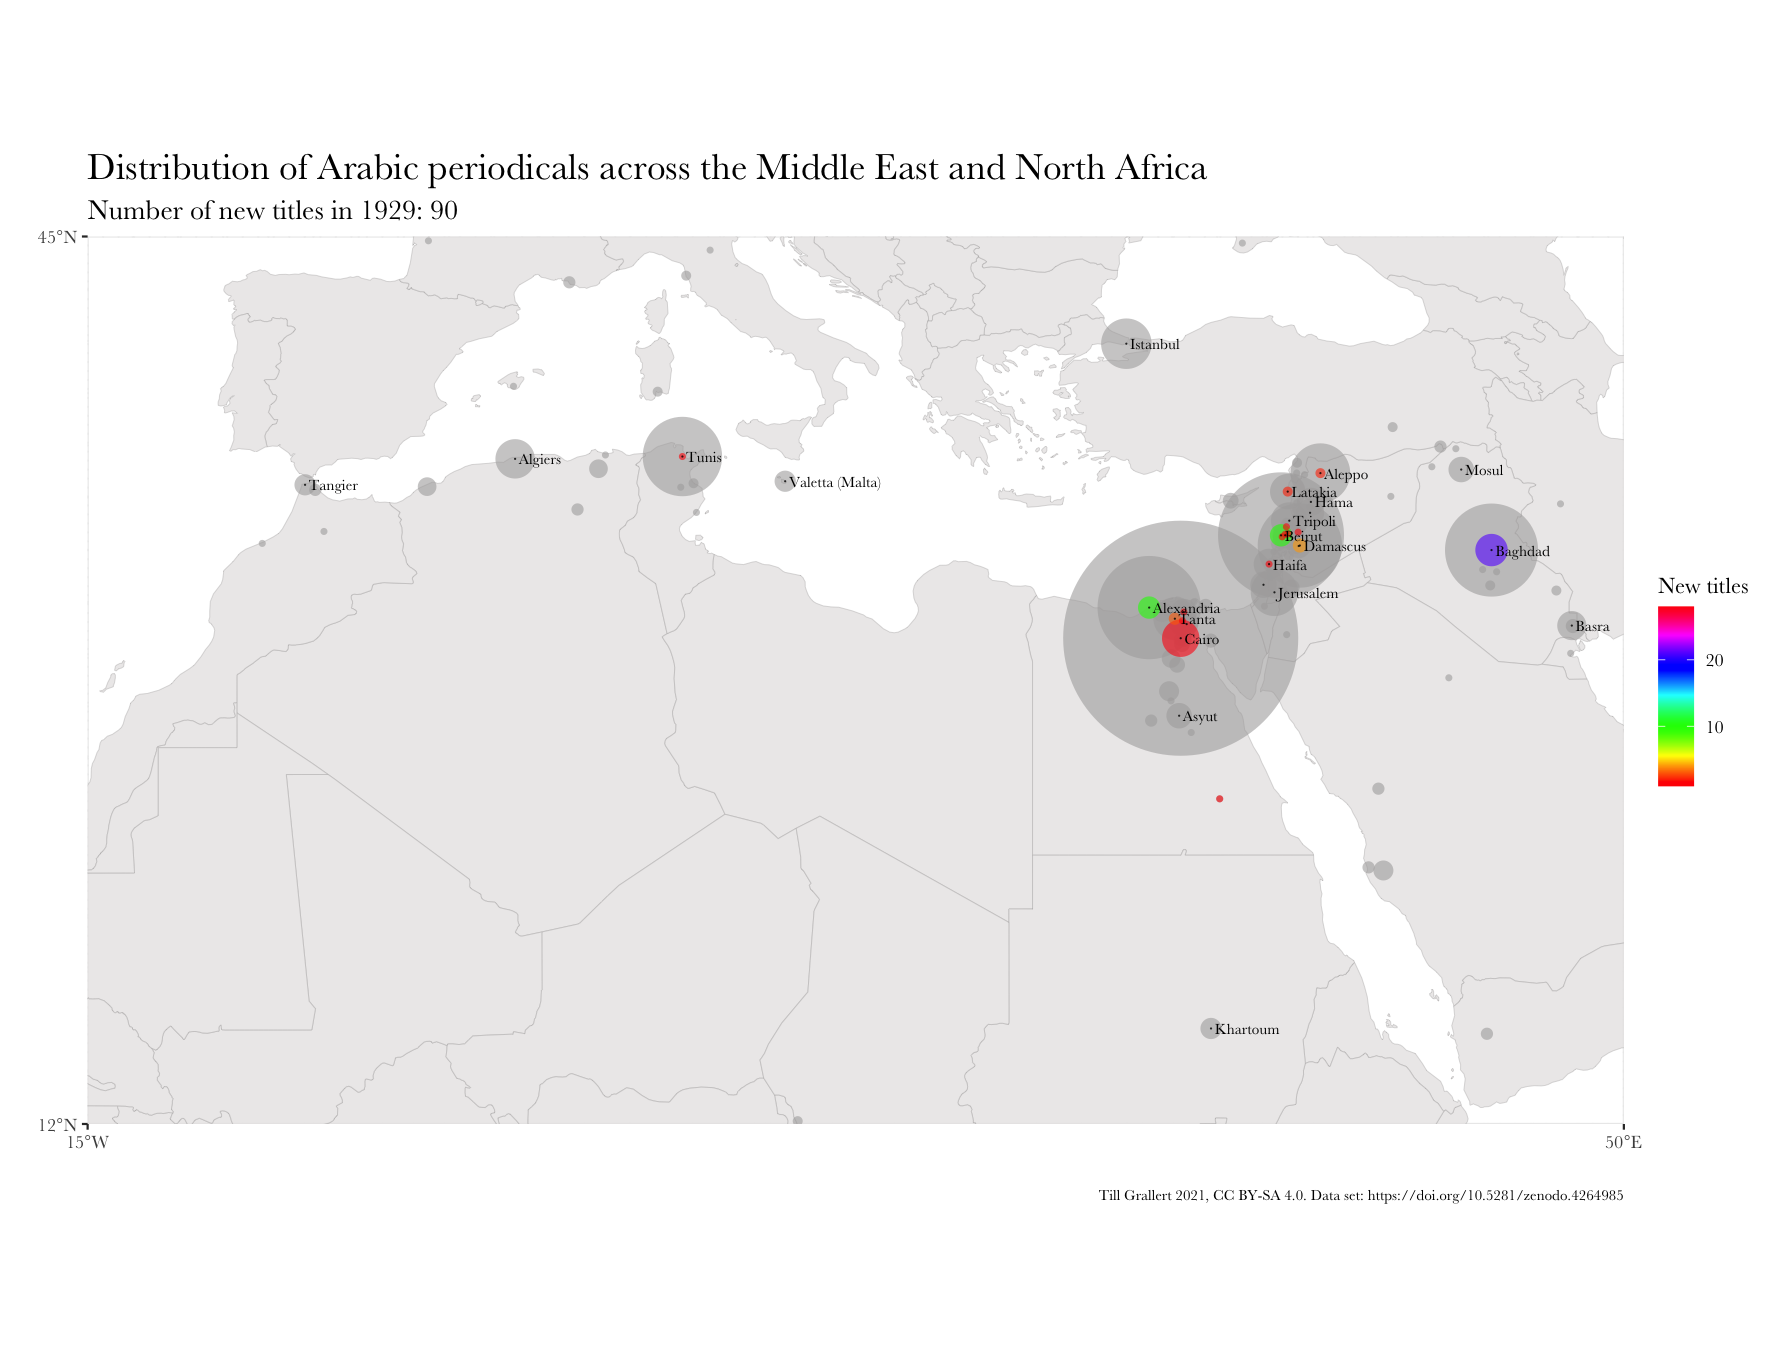 Distribution of Arabic periodicals across the Middle East and North Africa
Number of new titles in 1929: 90
45°N
Istanbul
Algiers
Tunis
Tangier
Valetta (Malta)
Aleppo
Mosul
Latakia
Hama
Tripoli
Beirut
Damascus
Baghdad
Haifa
Jerusalem
Alexandria
Tanta
Cairo
Basra
Asyut
Khartoum
New titles
20
10
12°N
15°W
50°E
Till Grallert 2021, CC BY-SA 4.0. Data set: https://doi.org/10.5281/zenodo.4264985